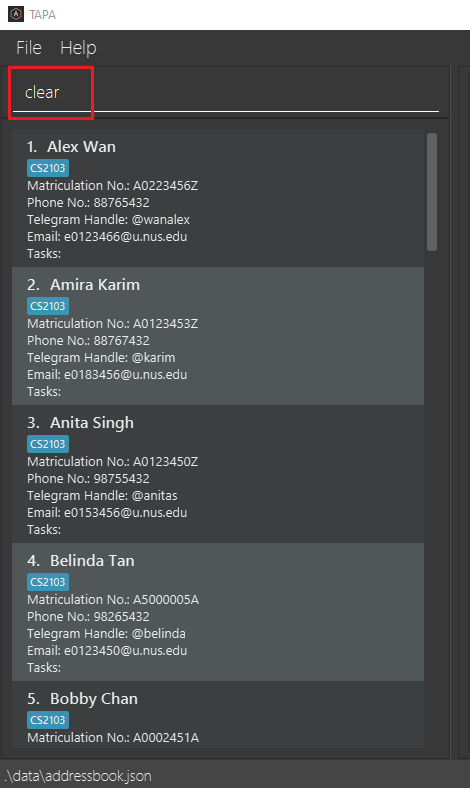 TAPA
File Help
clear
1. Alex Wan
CS2103
Matriculation No.: A0223456Z
Phone No.: 88765432
Telegram Handle: @wanalex
Email: e0123466@u.nus.edu
Tasks:
2. Amira Karim
CS2103
Matriculation No.: A0123453Z
Phone No.: 88767432
Telegram Handle: @karim
Email: e0183456@u.nus.edu
Tasks:
3. Anita Singh
CS2103
Matriculation No.: A0123450Z
Phone No.: 98755432
Telegram Handle: @anitas
Email: e0153456@u.nus.edu
Tasks:
4. Belinda Tan
CS2103
Matriculation No.: A5000005A
Phone No.: 98265432
Telegram Handle: @belinda
Email: e0123450@u.nus.edu
Tasks:
5. Bobby Chan
CS2103
Matriculation No.: A0002451A
.\data\addressbook.json